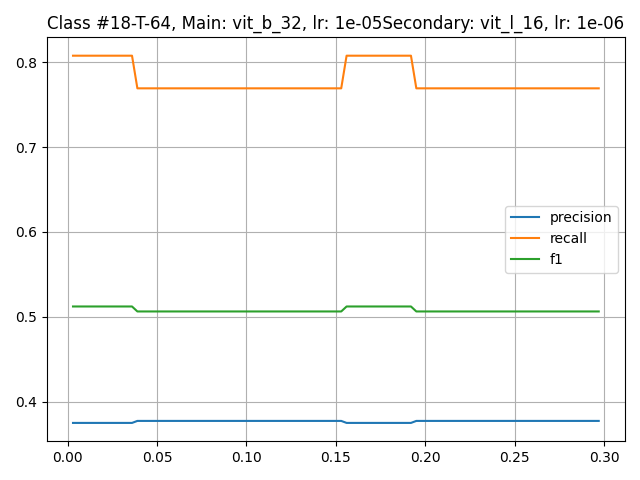 Class #18-T-64, Main: vit_b_32, lr: 1e-05Secondary: vit_l_16, lr: 1e-06
0.8
0.7
0.6
0.5
0.4
precision
recall
f1
0.00 0.05 0.10 0.15 0.20 0.25 0.30